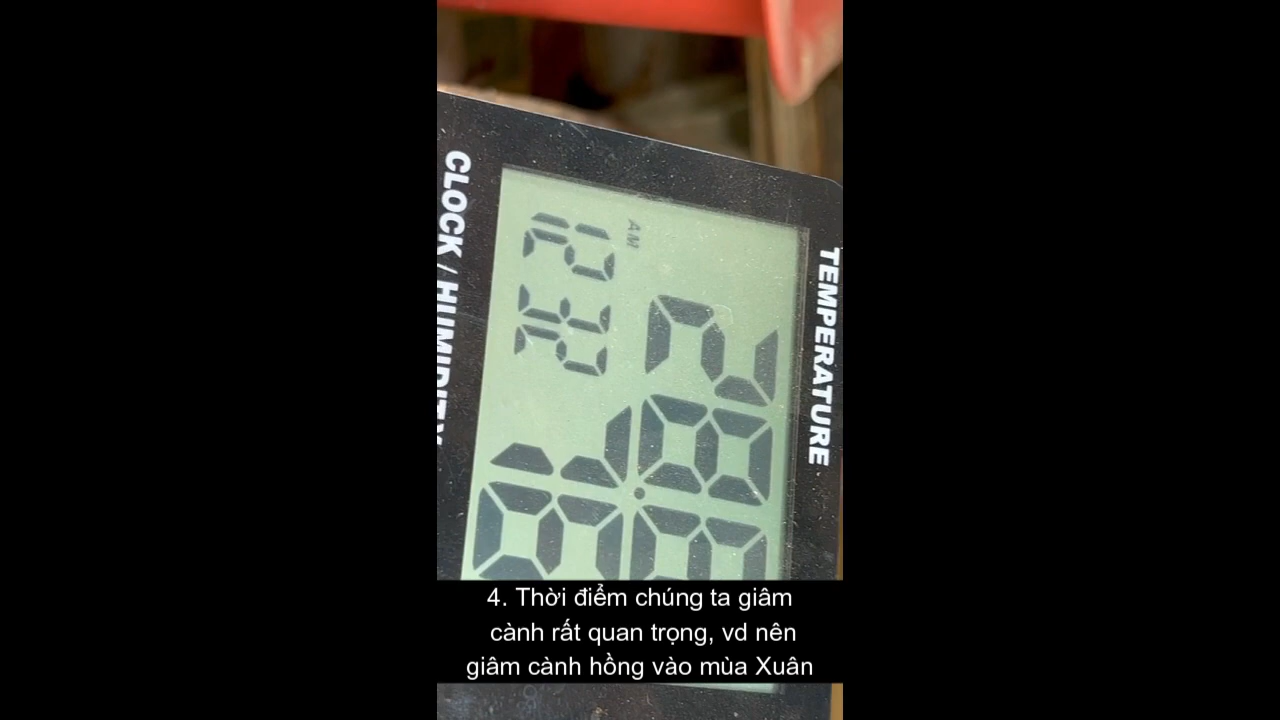 TEMPERATURE
AM
CLOCK / HUMIDITY
4. Thời điểm chúng ta giâm
cành rất quan trọng, vd nên
giâm cành hồng vào mùa Xuân